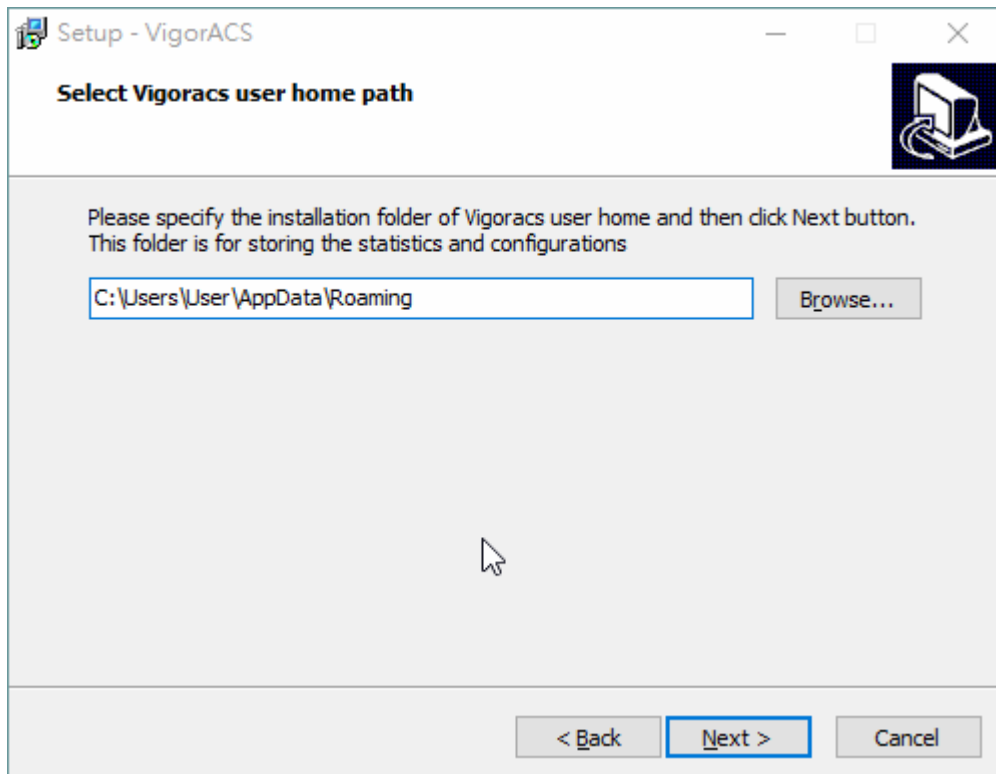 Setup - VigorACS
Select Vigoracs user home path
Please specify the installation folder of Vigoracs user home and then click Next button.
This folder is for storing the statistics and configurations
C:\Users\User\AppData\Roaming
Browse...
< Back
Next >
Cancel